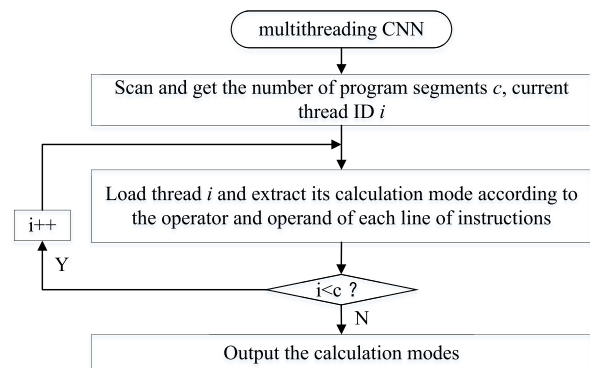 multithreading CNN
Scan and get the number of program segments c, current
thread ID i
Load thread i and extract its calculation mode according to
the operator and operand of each line of instructions
i++
Y
i<c ?
N
Output the calculation modes